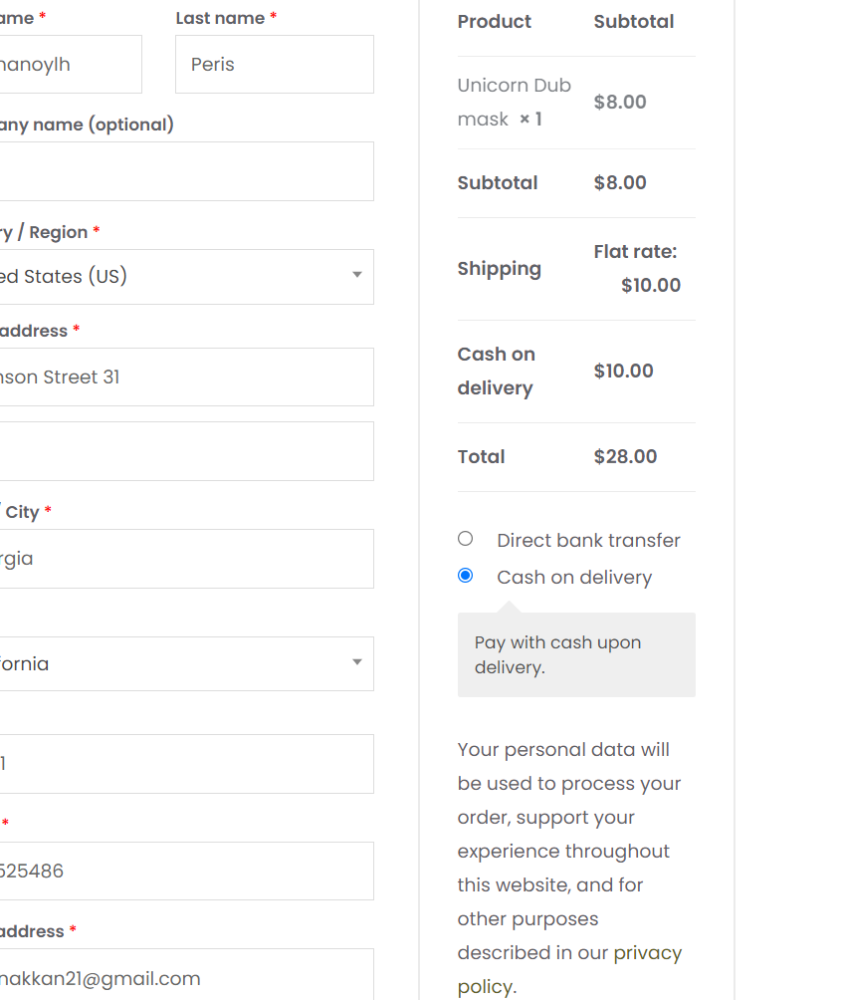 ame *
Last name *
nanoylh
Peris
any name (optional)
ry / Region *
ed States (US)
address *
nson Street 31
/ City *
rgia
fornia
1
*
525486
address *
nakkan21@gmail.com
Product Subtotal
Unicorn Dub
mask × 1
$8.00
Subtotal $8.00
Shipping
Flat rate:
$10.00
Cash on
delivery
$10.00
Total $28.00
Direct bank transfer
Cash on delivery
Pay with cash upon
delivery.
Your personal data will
be used to process your
order, support your
experience throughout
this website, and for
other purposes
described in our privacy
policy.